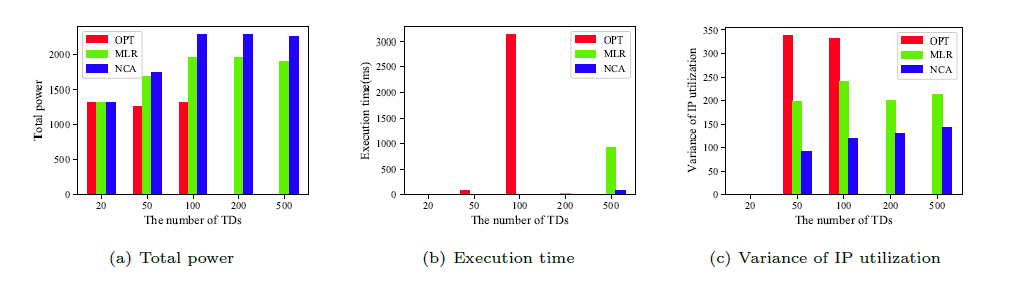 OPT
MLR
NCA
2000
1500
1000
500
0
Total power
20 50 100 200 500
The number of TDs
(a) Total power
OPT
MLR
NCA
3000
2500
2000
1500
1000
500
0
Execution time(ms)
20 50 100 200 500
The number of TDs
(b) Execution time
OPT
MLR
NCA
350
300
250
200
150
100
50
0
Variance of IP utilization
20 50 100 200 500
The number of TDs
(c) Variance of IP utilization